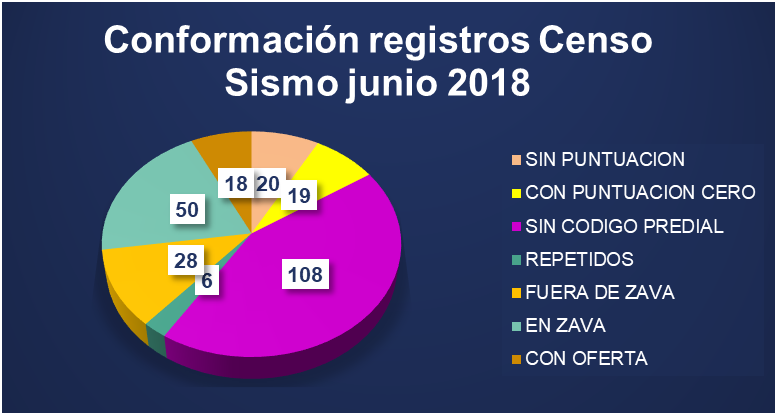 Conformación registros Censo
Sismo junio 2018
18
20
19
50
28
6
108
SIN PUNTUACION
CON PUNTUACION CERO
SIN CODIGO PREDIAL
REPETIDOS
FUERA DE ZAVA
EN ZAVA
CON OFERTA